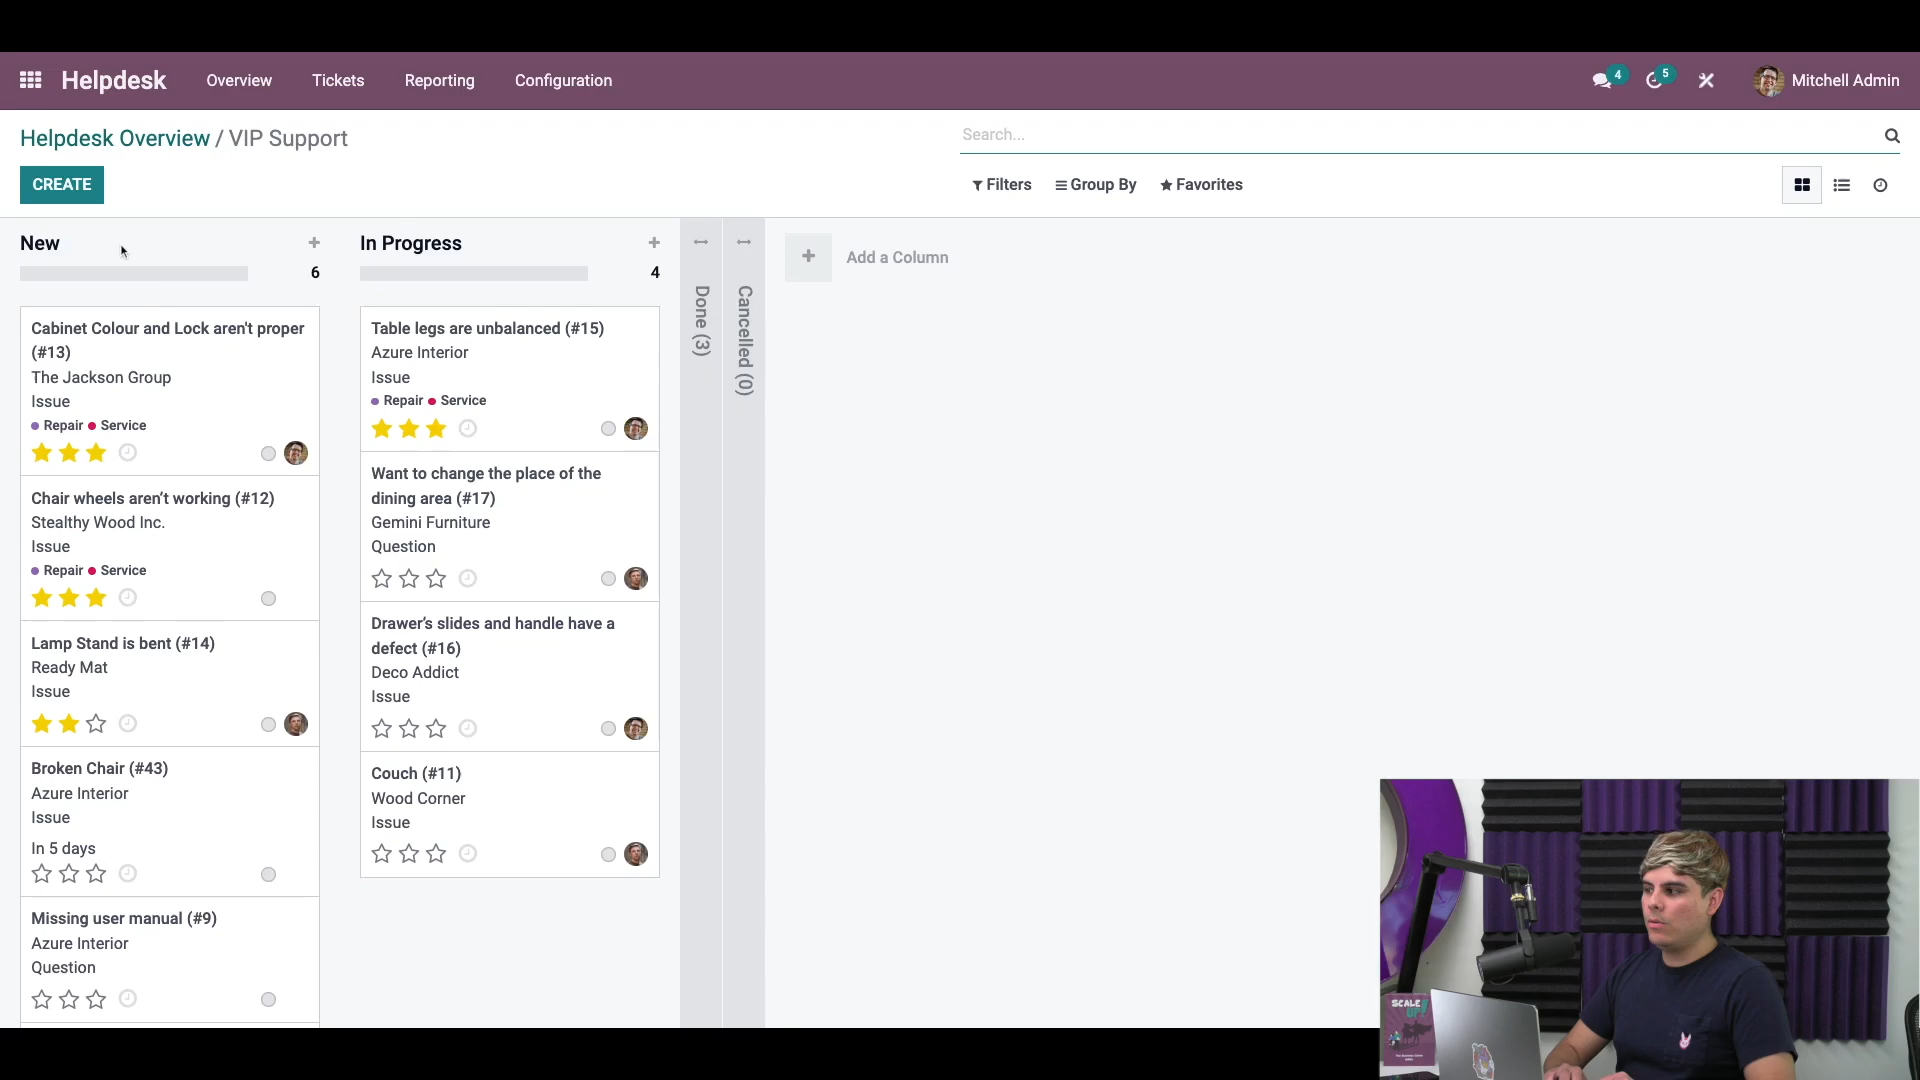 Helpdesk
Overview
Tickets
Reporting
Configuration
4
5
Mitchell Admin
Helpdesk Overview / VIP Support
Search...
CREATE
Filters
Group By
Favorites
New
6
Cabinet Colour and Lock aren't proper
(#13)
The Jackson Group
Issue
Repair Service
Chair wheels aren’t working (#12)
Stealthy Wood Inc.
Issue
Repair Service
Lamp Stand is bent (#14)
Ready Mat
Issue
Broken Chair (#43)
Azure Interior
Issue
In 5 days
Missing user manual (#9)
Azure Interior
Question
In Progress
4
Table legs are unbalanced (#15)
Azure Interior
Issue
Repair Service
Want to change the place of the
dining area (#17)
Gemini Furniture
Question
Drawer’s slides and handle have a
defect (#16)
Deco Addict
Issue
Couch (#11)
Wood Corner
Issue
Done (3)
Cancelled (0)
Add a Column
SCALE
UP!